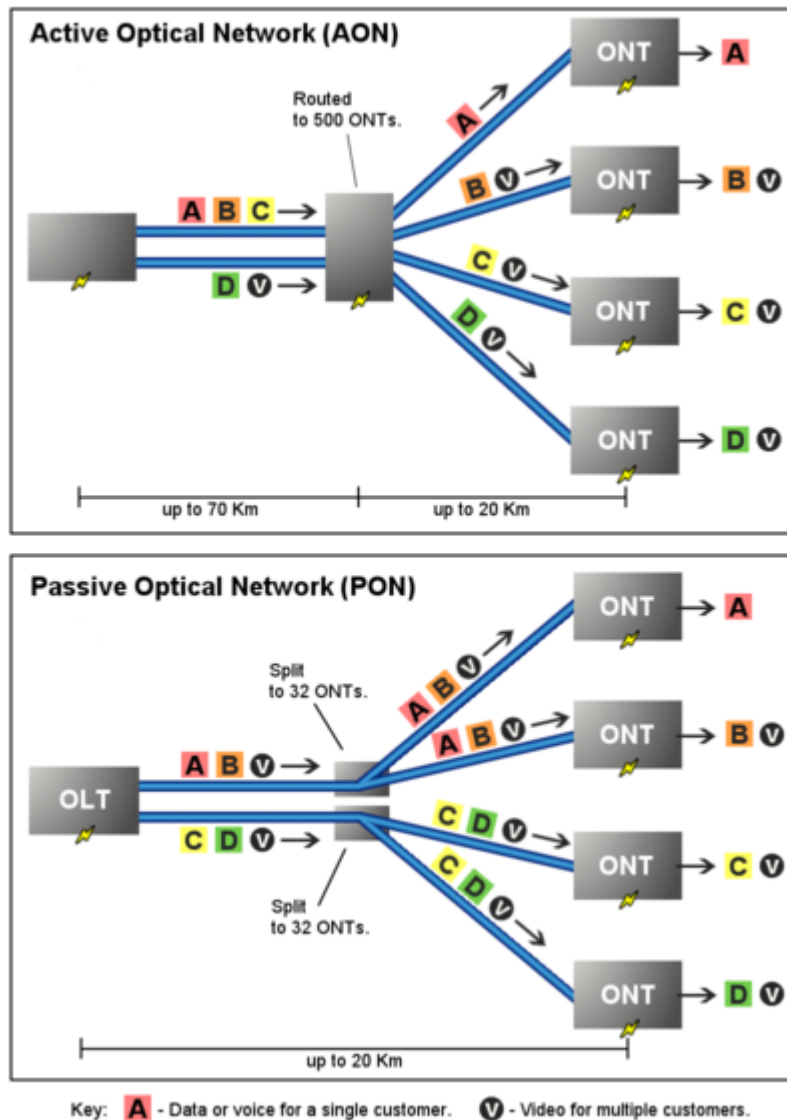 Active Optical Network (AON)
ONT
A
Routed
to 500 ONTs.
A
B V
ONT
B V
A B C
C V
ONT
C V
D V
D V
ONT
D V
up to 70 Km
up to 20 Km
Passive Optical Network (PON)
ONT
A
Split
to 32 ONTs.
A B V
A B V
ONT
B V
A B V
OLT
C D V
C D V
ONT
C V
C D V
Split
to 32 ONTs.
ONT
D V
up to 20 Km
Key: A - Data or voice for a single customer. V - Video for multiple customers.